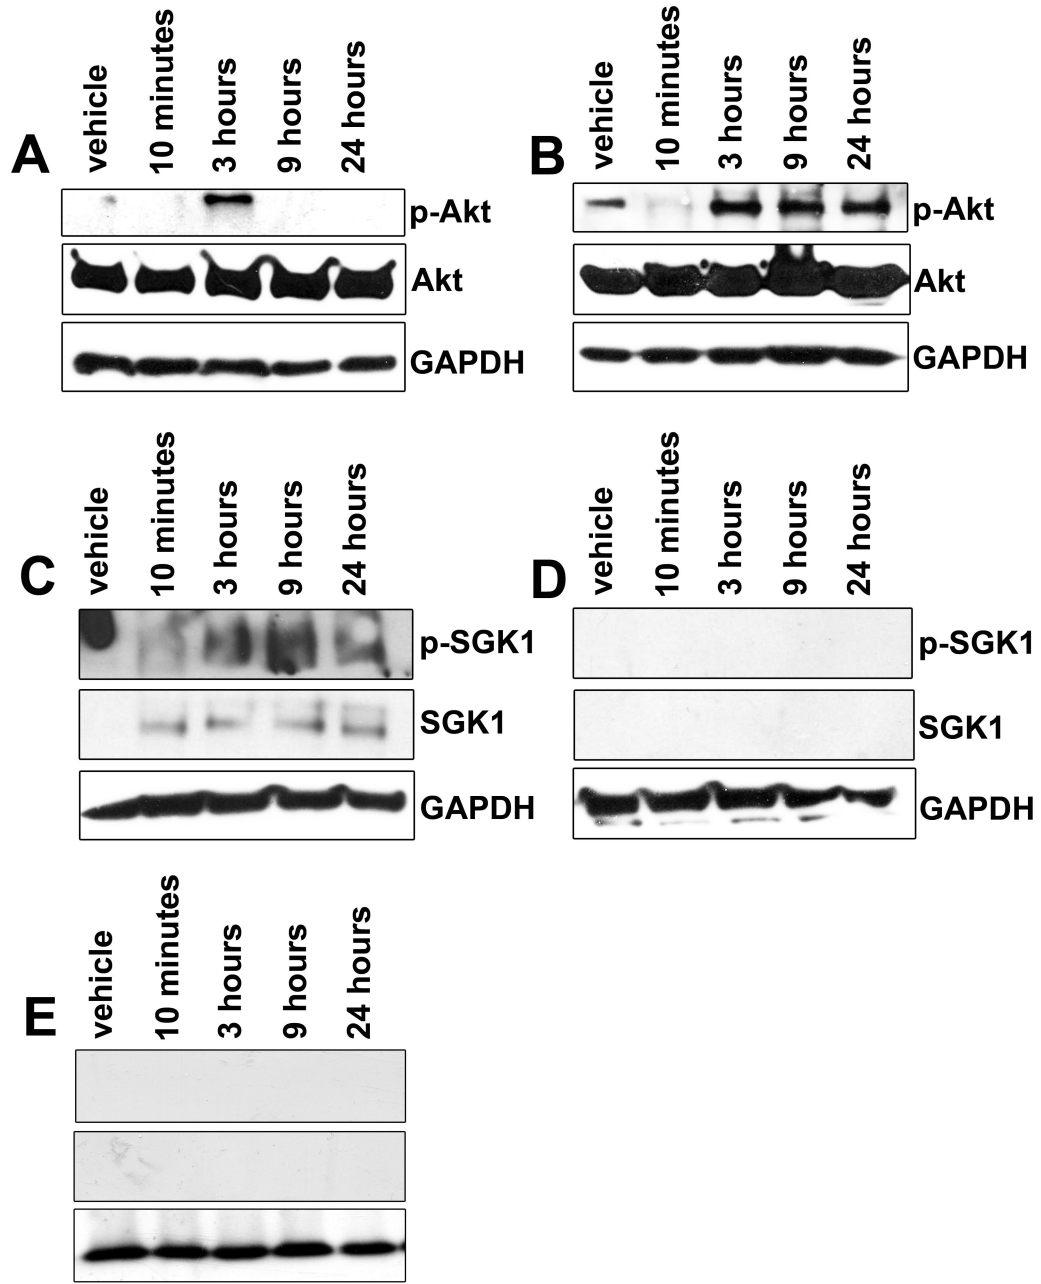 A
vehicle
10 minutes
3 hours
9 hours
24 hours
p-Akt
Akt
GAPDH
B
vehicle
10 minutes
3 hours
9 hours
24 hours
p-Akt
Akt
GAPDH
C
vehicle
10 minutes
3 hours
9 hours
24 hours
p-SGK1
SGK1
GAPDH
D
vehicle
10 minutes
3 hours
9 hours
24 hours
p-SGK1
SGK1
GAPDH
E
vehicle
10 minutes
3 hours
9 hours
24 hours